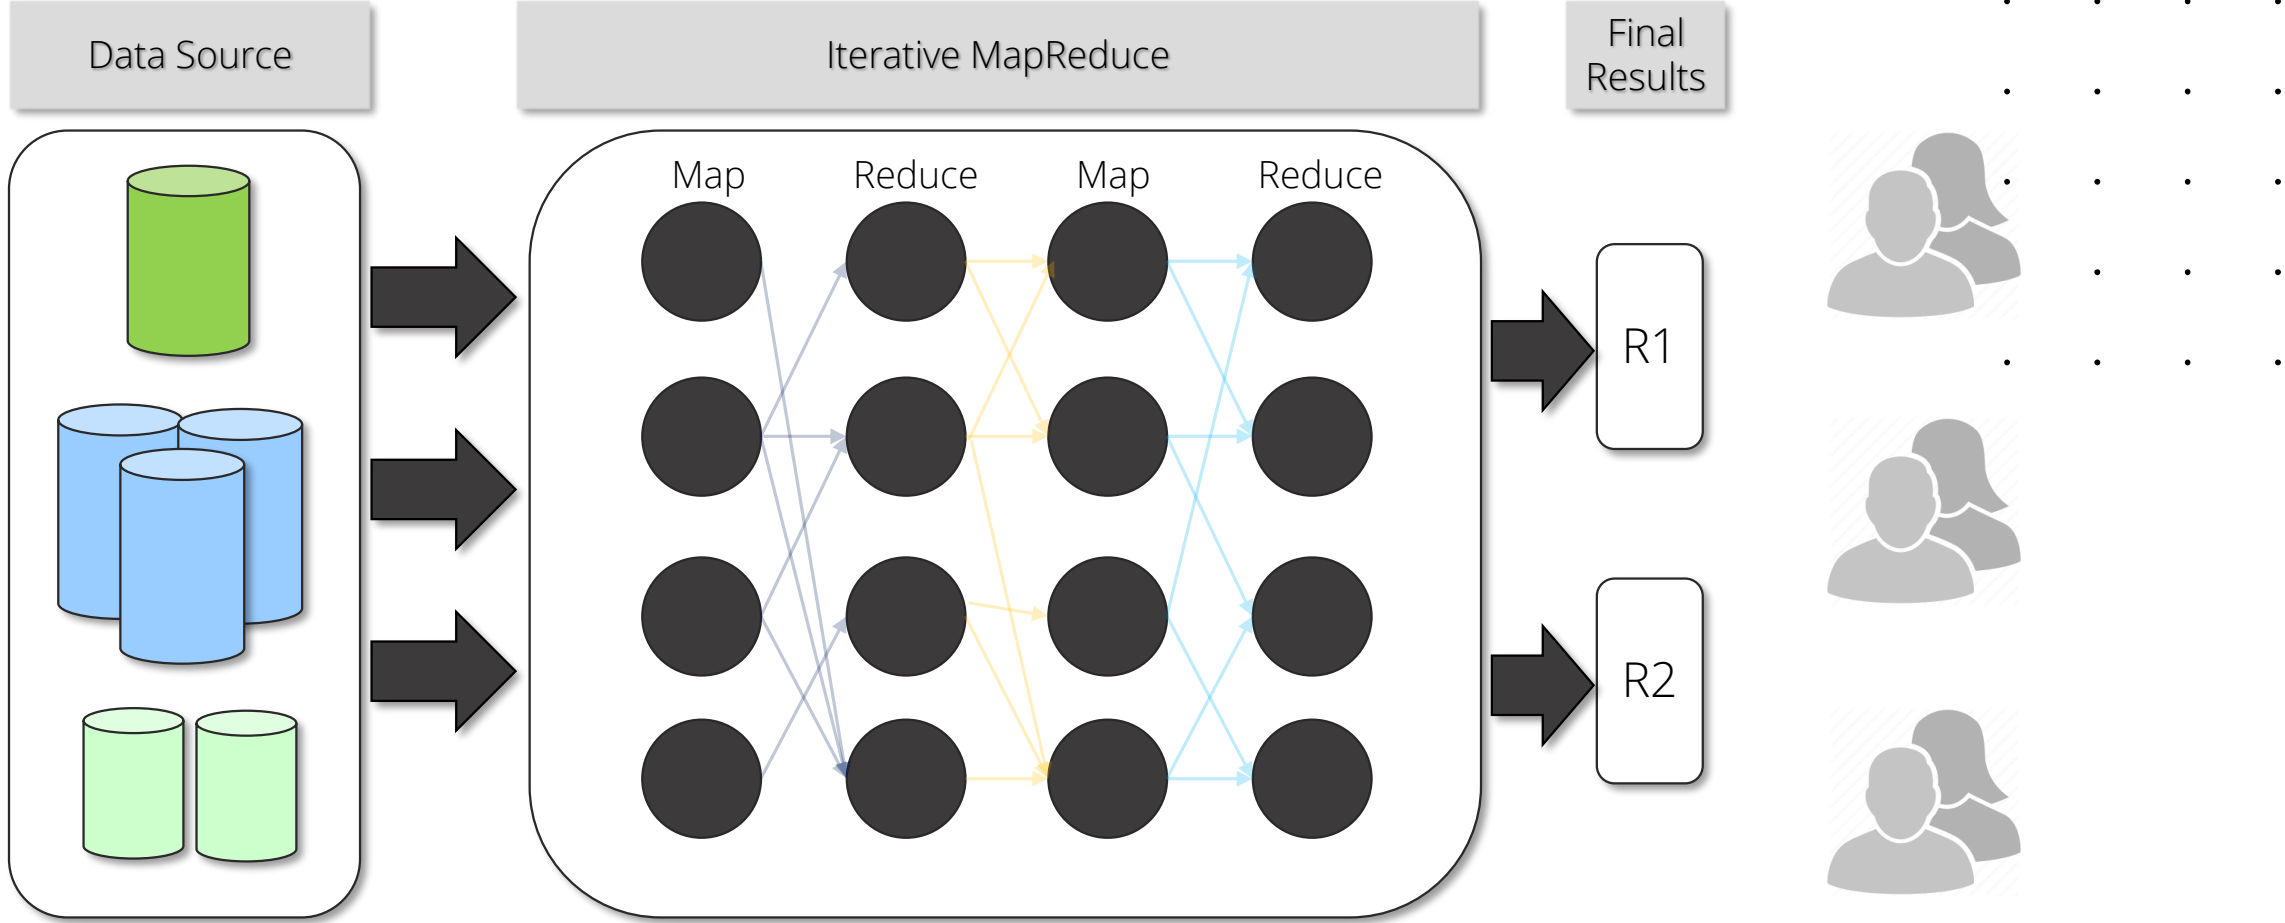 Data Source
Iterative MapReduce
Final
Results
Map
Reduce
Map
Reduce
R1
R2